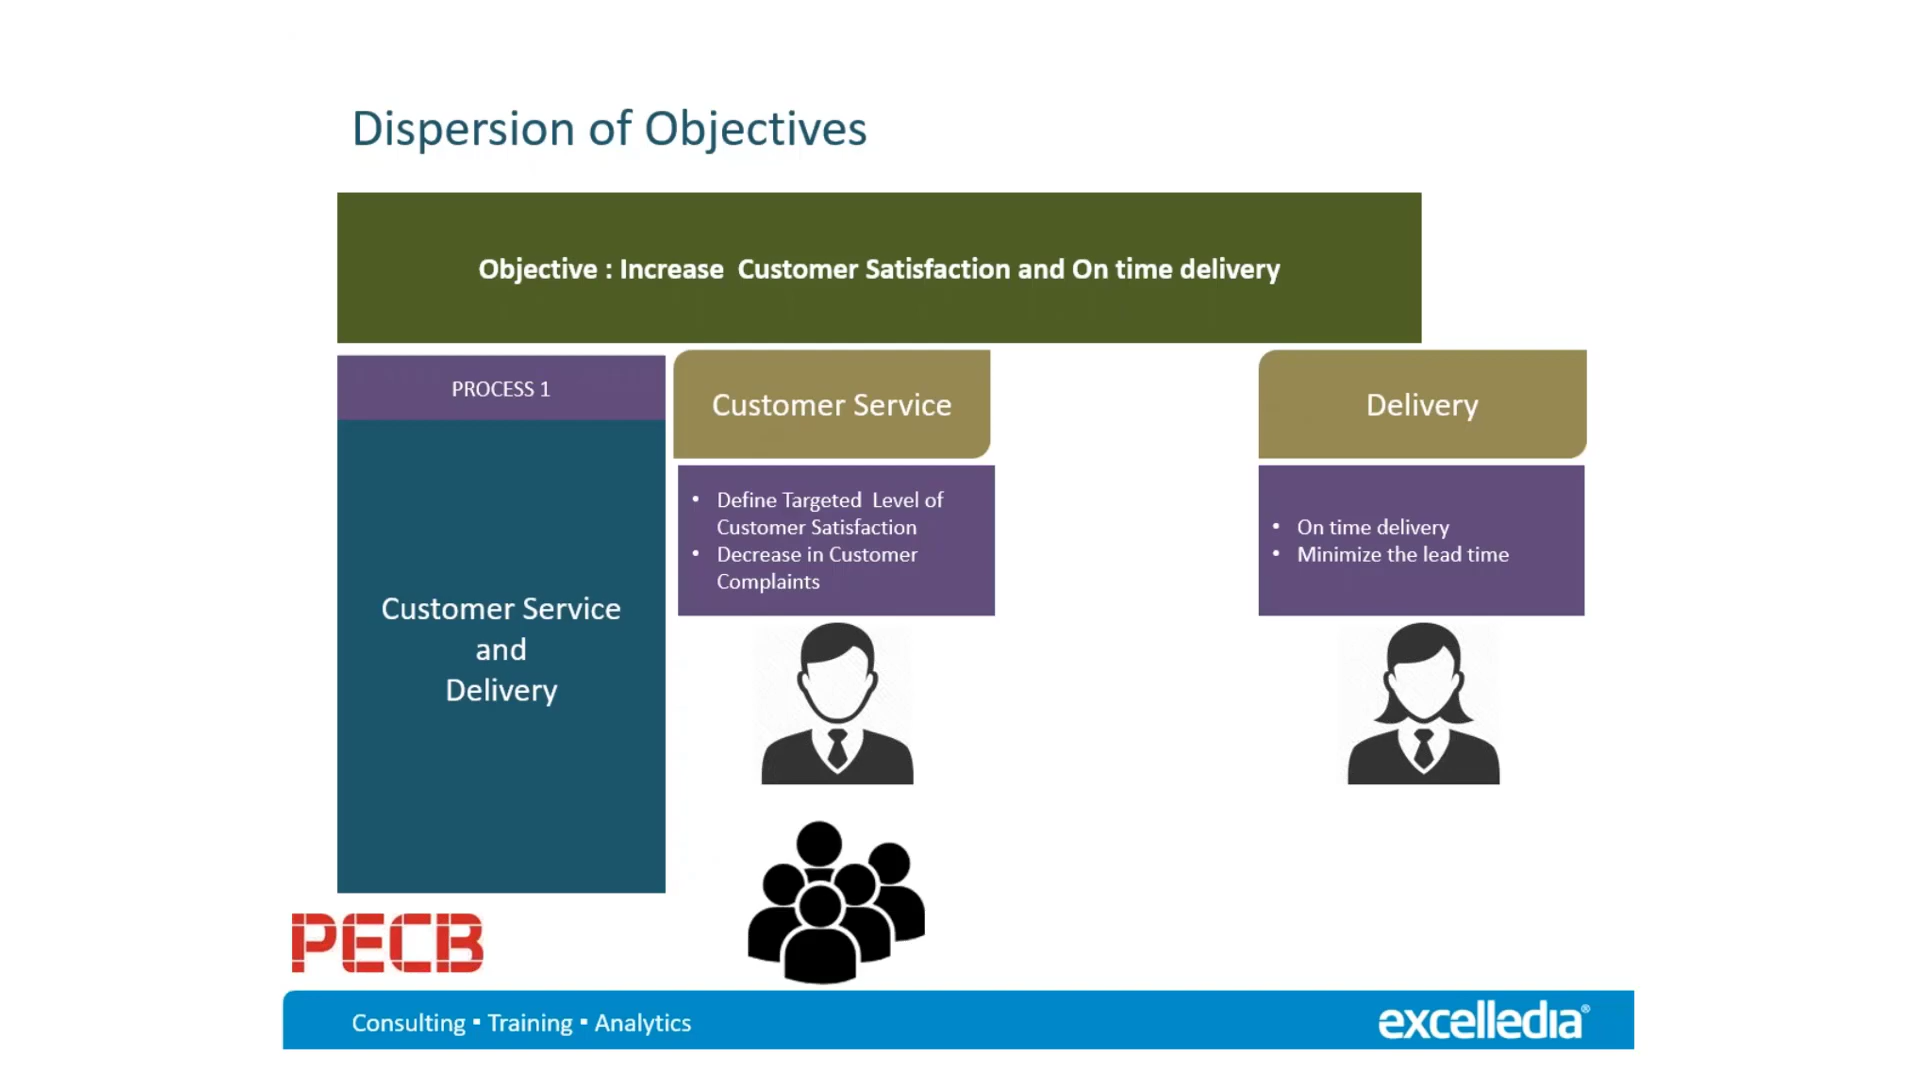 Dispersion of Objectives
Objective : Increase  Customer Satisfaction and On time delivery
PROCESS 1
Customer Service
and
Delivery
Customer Service
• Define Targeted  Level of
Customer Satisfaction
• Decrease in Customer
Complaints
Delivery
• On time delivery
• Minimize the lead time
PECB
Consulting ▪ Training ▪ Analytics
excelledia®